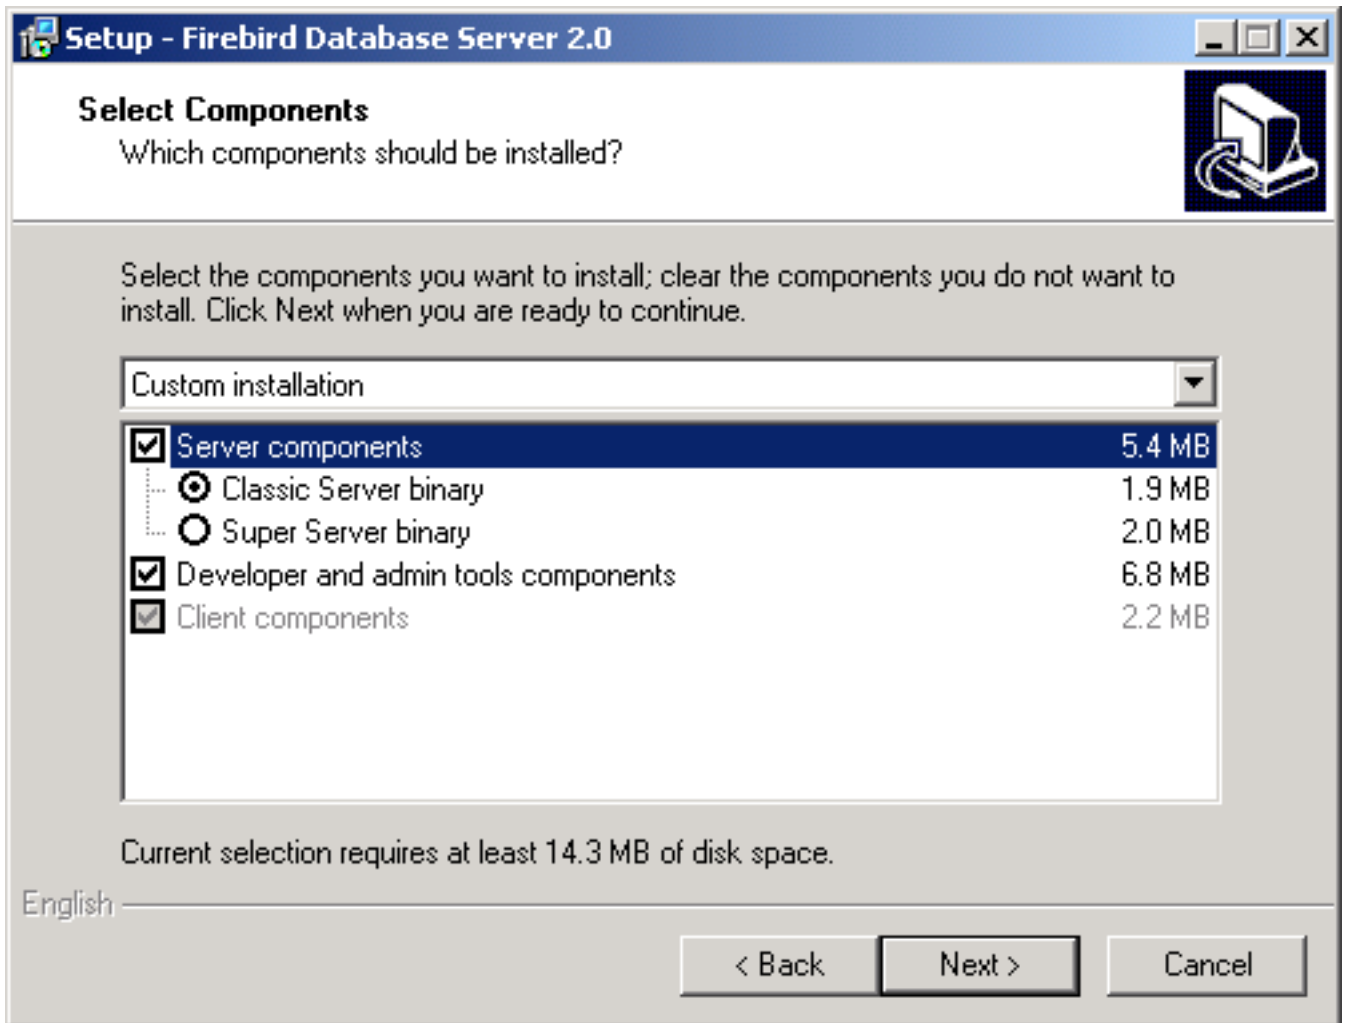 Setup - Firebird Database Server 2.0
Select Components
Which components should be installed?
Select the components you want to install; clear the components you do not want to
install. Click Next when you are ready to continue.
Custom installation
Server components 5.4 MB
Classic Server binary 1.9 MB
Super Server binary 2.0 MB
Developer and admin tools components 6.8 MB
Client components 2.2 MB
Current selection requires at least 14.3 MB of disk space.
English
< Back Next > Cancel